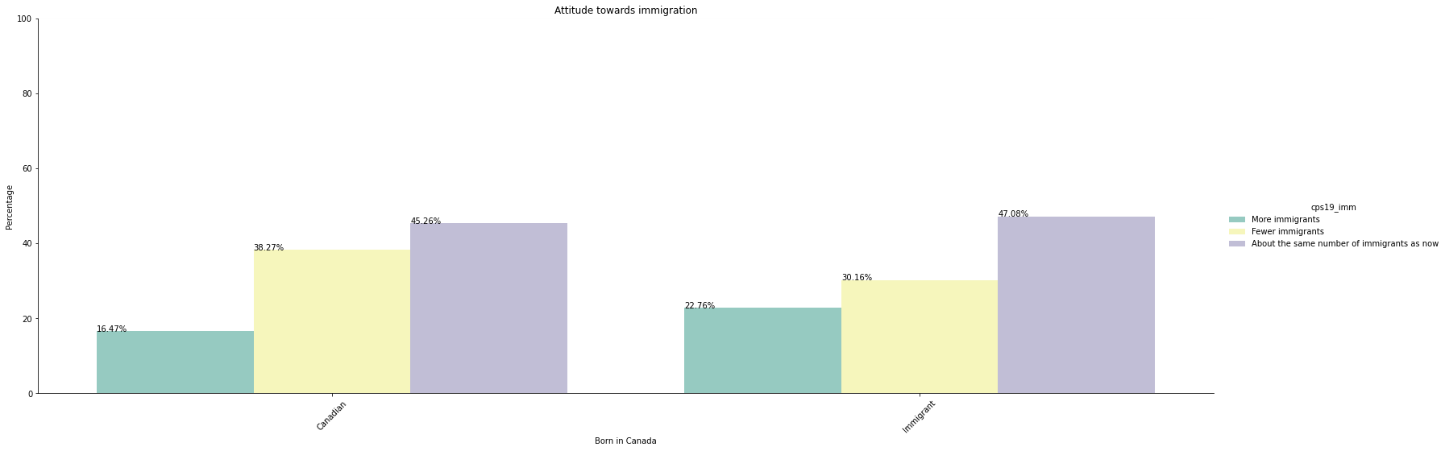 Attitude towards immigration
100
80
60
40
20
0
Percentage
16.47%
38.27%
45.26%
22.76%
30.16%
47.08%
Canadian
Immigrant
Born in Canada
cps19_imm
More immigrants
Fewer immigrants
About the same number of immigrants as now